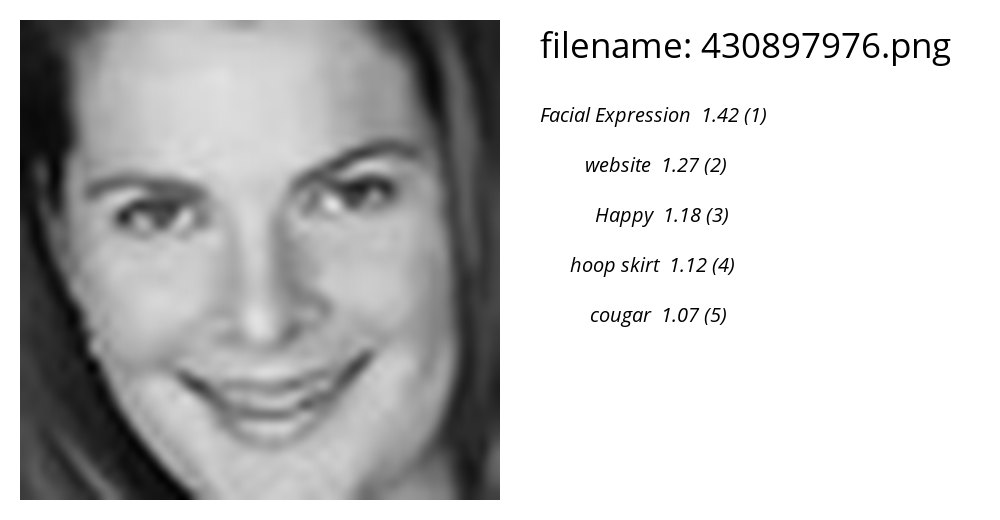 filename: 430897976.png
Facial Expression 1.42 (1)
website 1.27 (2)
Happy 1.18 (3)
hoop skirt 1.12 (4)
cougar 1.07 (5)